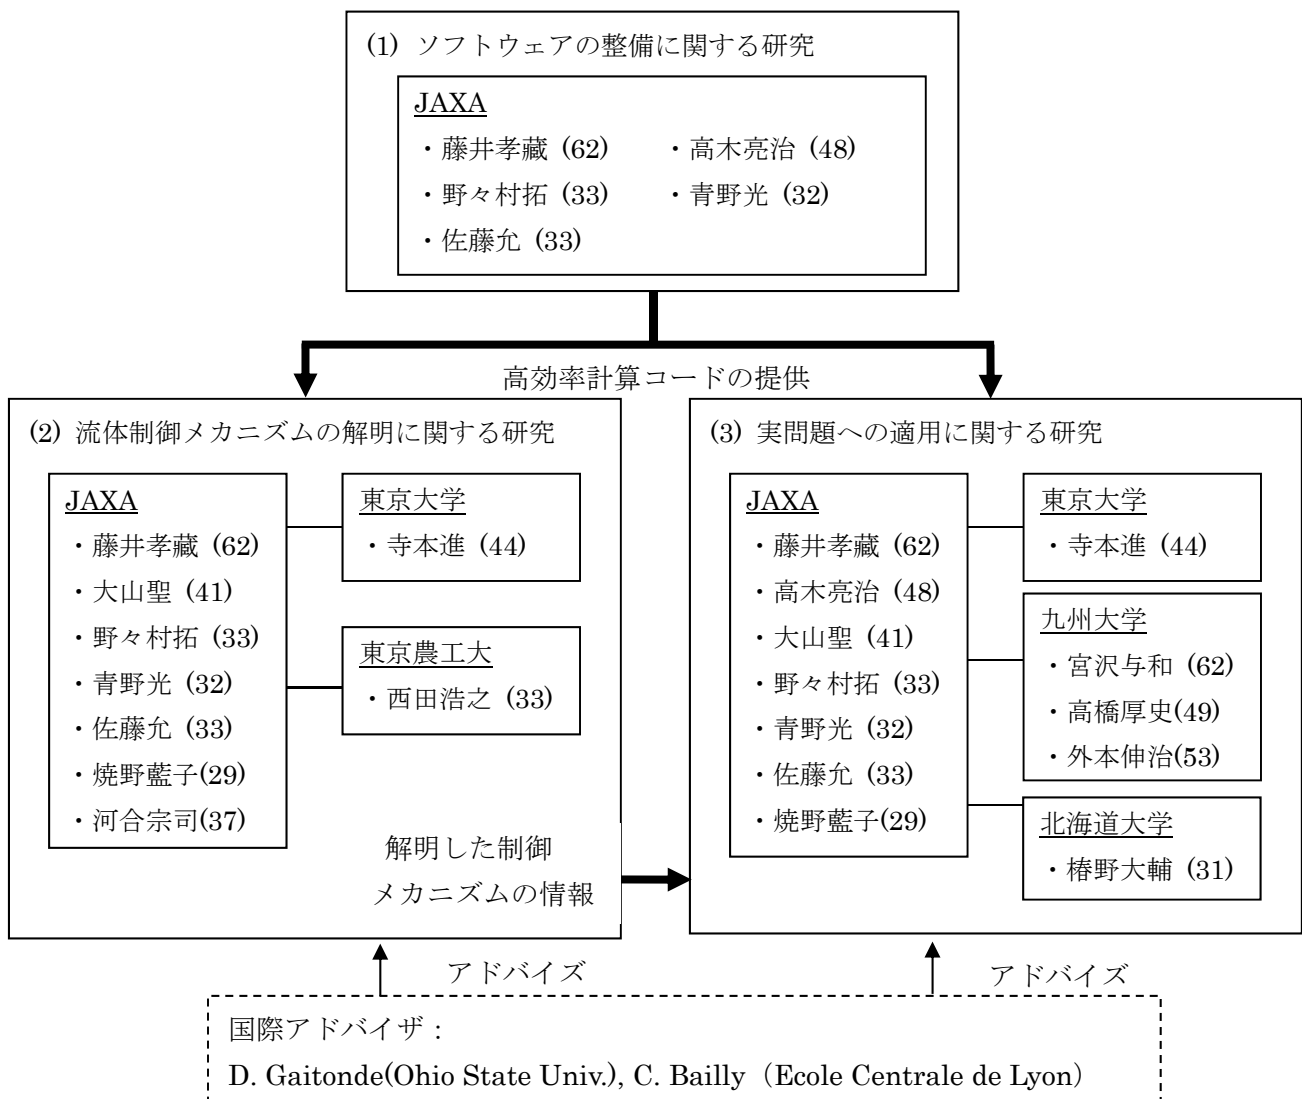 (1) ソフトウェアの整備に関する研究
JAXA
・藤井孝藏 (62)
・高木亮治 (48)
・野々村拓 (33)
・青野光 (32)
・佐藤允 (33)
高効率計算コードの提供
(2) 流体制御メカニズムの解明に関する研究
JAXA
・藤井孝藏 (62)
・大山聖 (41)
・野々村拓 (33)
・青野光 (32)
・佐藤允 (33)
・焼野藍子(29)
・河合宗司(37)
東京大学
・寺本進 (44)
東京農工大
・西田浩之 (33)
解明した制御
メカニズムの情報
(3) 実問題への適用に関する研究
JAXA
・藤井孝藏 (62)
・高木亮治 (48)
・大山聖 (41)
・野々村拓 (33)
・青野光 (32)
・佐藤允 (33)
・焼野藍子(29)
東京大学
・寺本進 (44)
九州大学
・宮沢与和 (62)
・高橋厚史(49)
・外本伸治(53)
北海道大学
・椿野大輔 (31)
アドバイズ
アドバイズ
国際アドバイザ：
D. Gaitonde(Ohio State Univ.), C. Bailly（Ecole Centrale de Lyon）